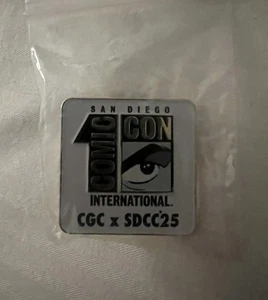 SAN DIEGO
COMIC CON
INTERNATIONAL.
CGC x SDCC'25